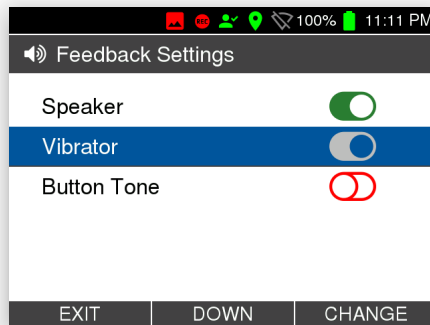 100% 11:11 PM
Feedback Settings
Speaker
Vibrator
Button Tone
EXIT DOWN CHANGE